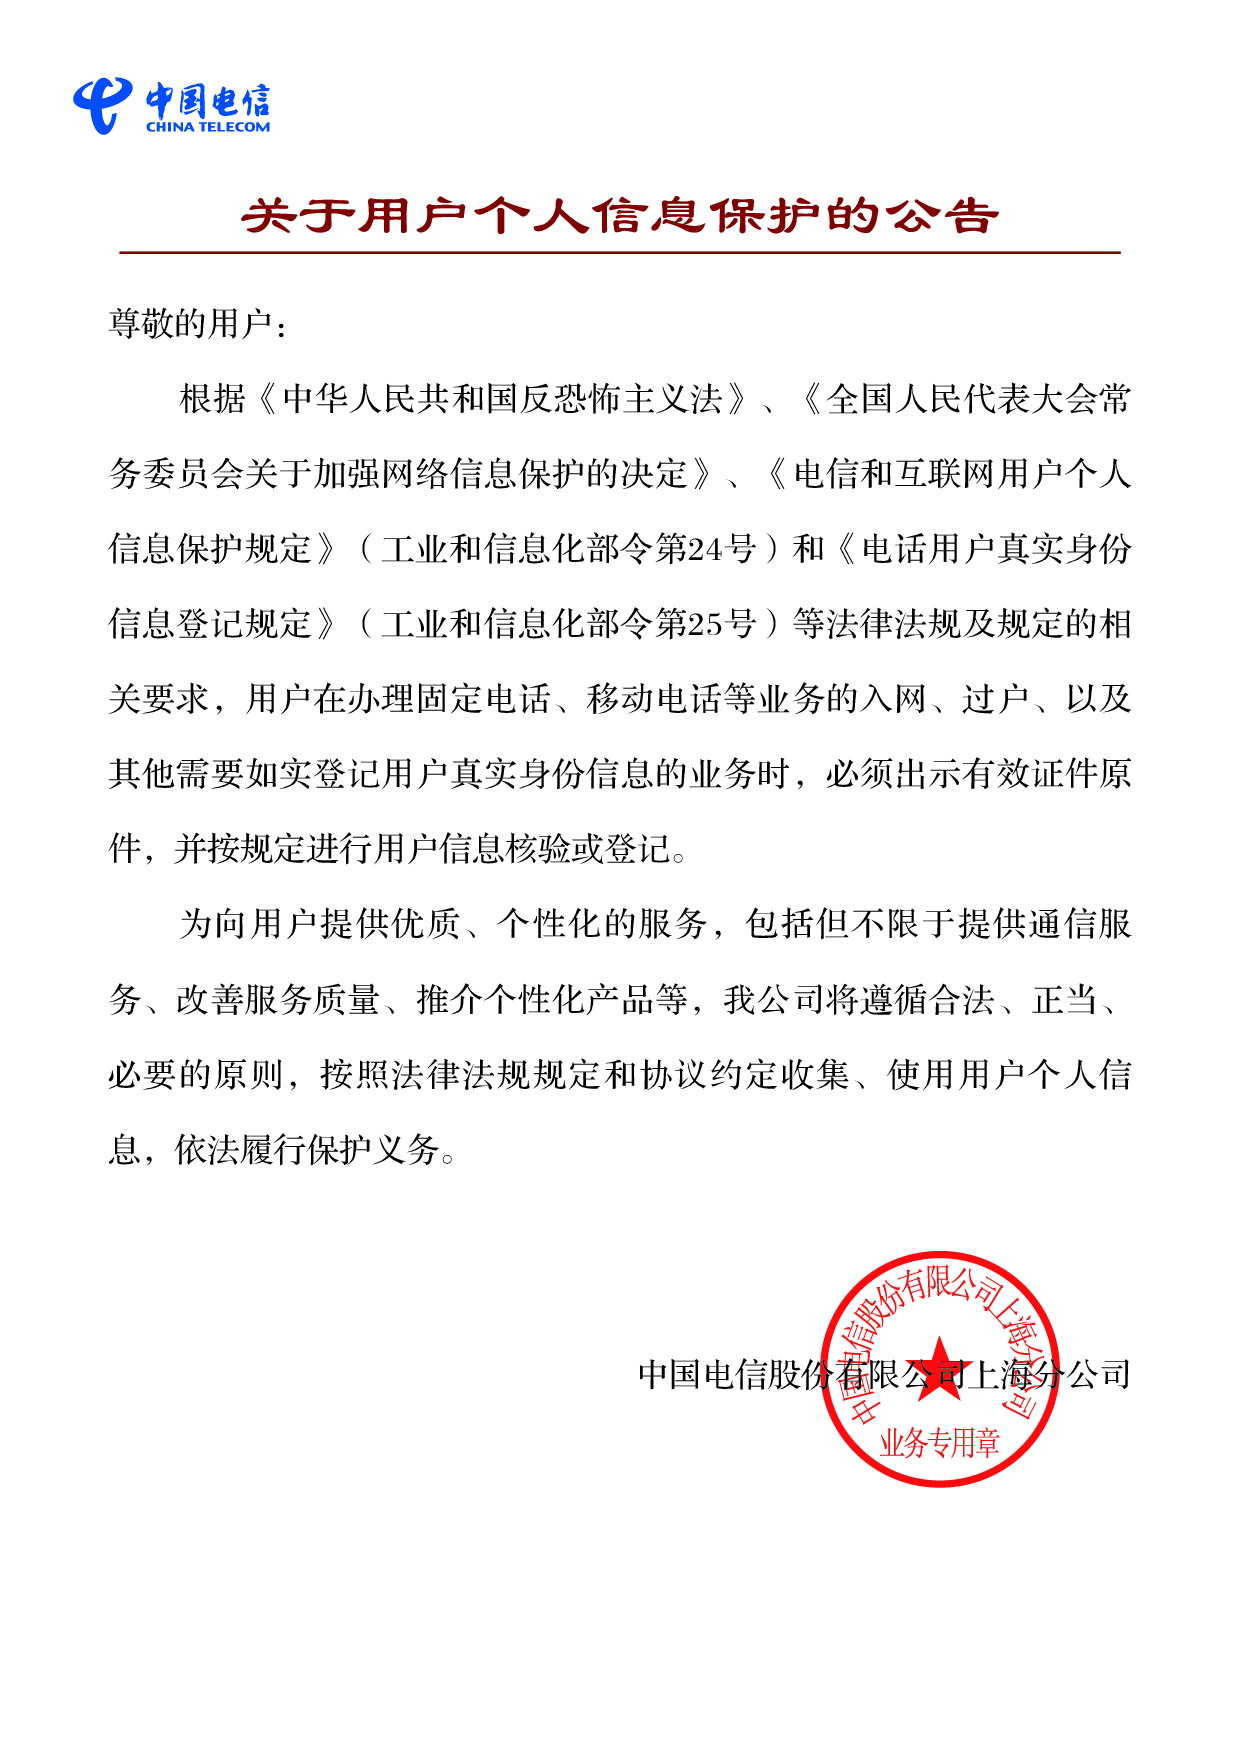 中国电信
CHINA TELECOM
关于用户个人信息保护的公告
尊敬的用户：
根据《中华人民共和国反恐怖主义法》、《全国人民代表大会常
务委员会关于加强网络信息保护的决定》、《电信和互联网用户个人
信息保护规定》（工业和信息化部令第24号）和《电话用户真实身份
信息登记规定》（工业和信息化部令第25号）等法律法规及规定的相
关要求，用户在办理固定电话、移动电话等业务的入网、过户、以及
其他需要如实登记用户真实身份信息的业务时，必须出示有效证件原
件，并按规定进行用户信息核验或登记。
为向用户提供优质、个性化的服务，包括但不限于提供通信服
务、改善服务质量、推介个性化产品等，我公司将遵循合法、正当、
必要的原则，按照法律法规规定和协议约定收集、使用用户个人信
息，依法履行保护义务。
中国电信股份有限公司上海分公司
中国电信股份有限公司上海分公司
业务专用章